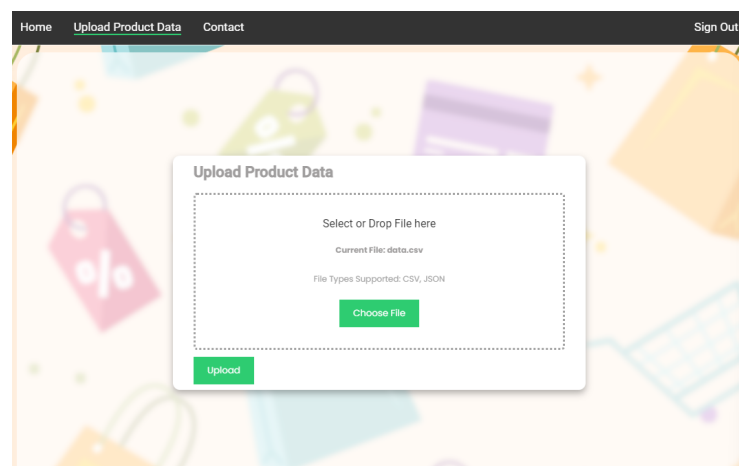 Home Upload Product Data Contact Sign Out
Upload Product Data
Select or Drop File here
Current File: data.csv
File Types Supported: CSV, JSON
Choose File
Upload